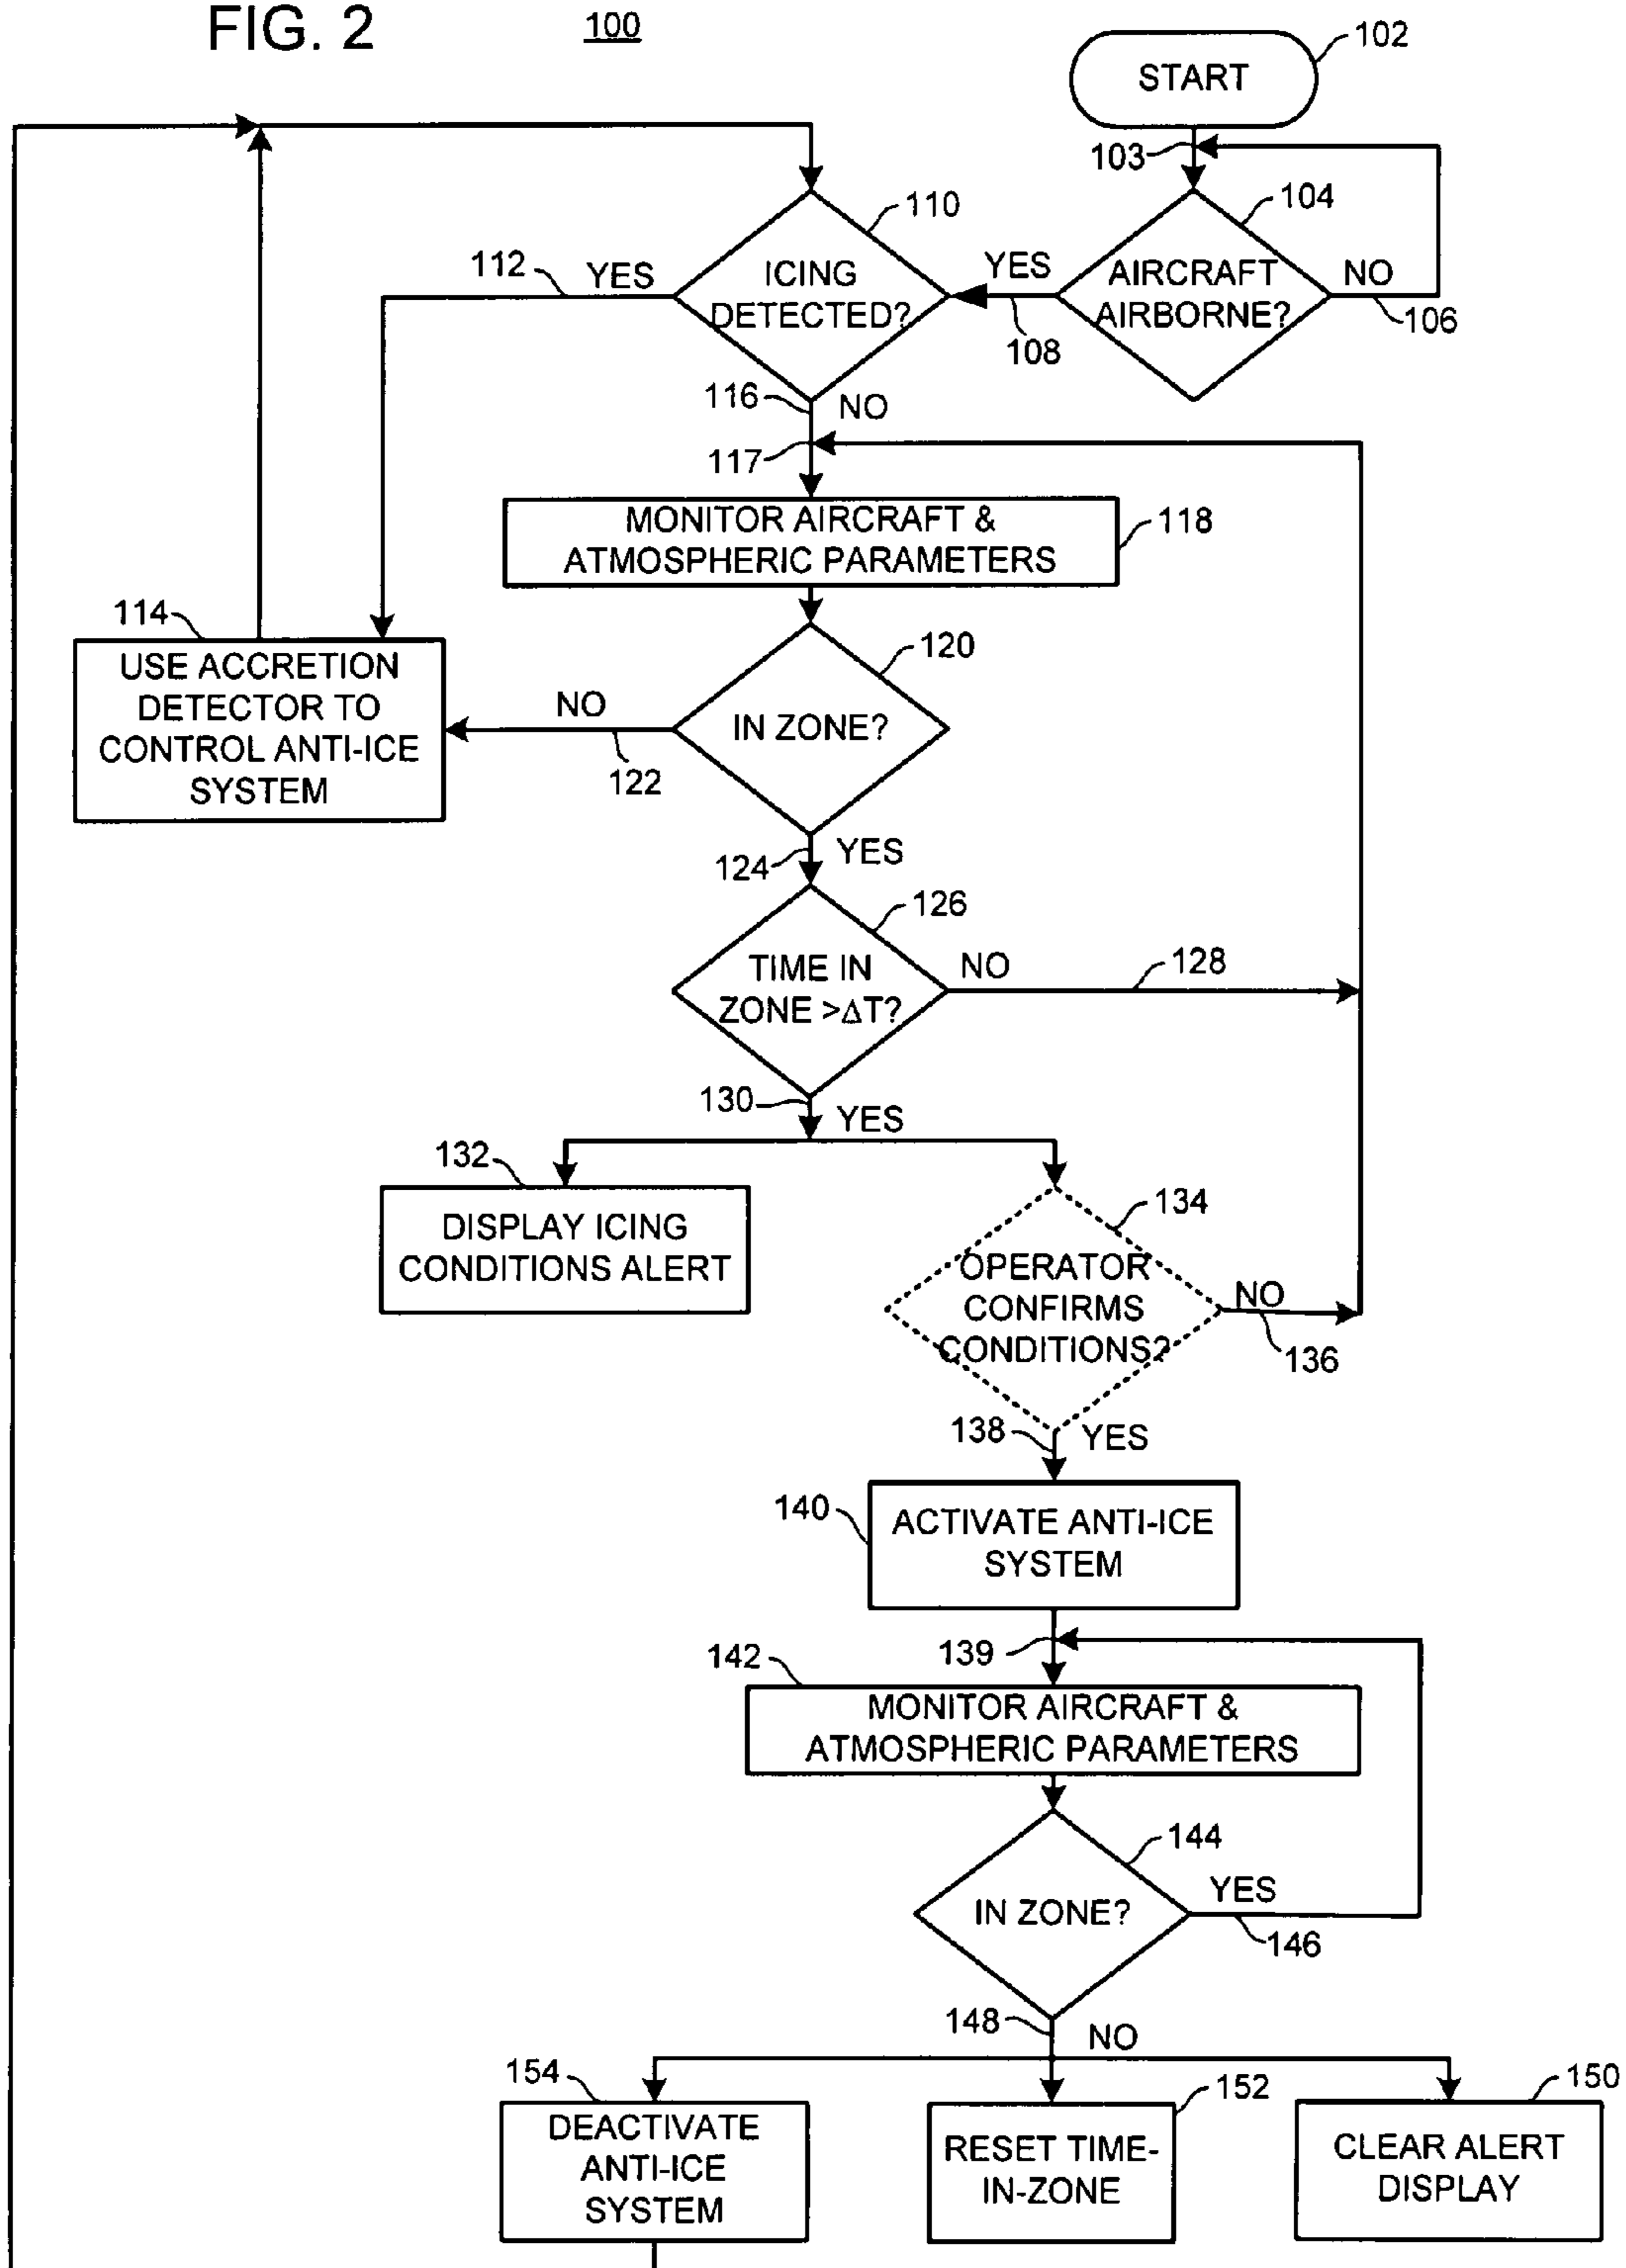 FIG. 2
100
102
START
103
104
110
112
YES
ICING
DETECTED?
YES
108
AIRCRAFT
AIRBORNE?
NO
106
116
NO
117
MONITOR AIRCRAFT &
ATMOSPHERIC PARAMETERS
118
114
USE ACCRETION
DETECTOR TO
CONTROL ANTI-ICE
SYSTEM
120
NO
122
IN ZONE?
124
YES
126
TIME IN
ZONE >ΔT?
NO
128
130
YES
132
DISPLAY ICING
CONDITIONS ALERT
134
OPERATOR
CONFIRMS
CONDITIONS?
NO
136
138
YES
140
ACTIVATE ANTI-ICE
SYSTEM
139
142
MONITOR AIRCRAFT &
ATMOSPHERIC PARAMETERS
144
IN ZONE?
YES
146
148
NO
154
DEACTIVATE
ANTI-ICE
SYSTEM
152
RESET TIME-
IN-ZONE
150
CLEAR ALERT
DISPLAY